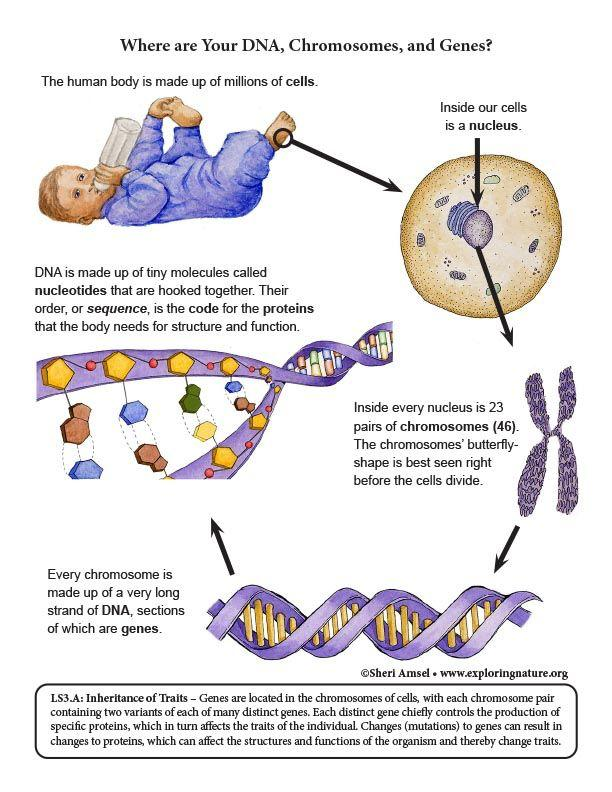 Where are Your DNA, Chromosomes, and Genes?
The human body is made up of millions of cells.
Inside our cells
is a nucleus.
DNA is made up of tiny molecules called
nucleotides that are hooked together. Their
order, or sequence, is the code for the proteins
that the body needs for structure and function.
Inside every nucleus is 23
pairs of chromosomes (46).
The chromosomes' butterfly-
shape is best seen right
before the cells divide.
Every chromosome is
made up of a very long
strand of DNA, sections
of which are genes.
©Sheri Amsel • www.exploringnature.org
LS3.A: Inheritance of Traits – Genes are located in the chromosomes of cells, with each chromosome pair
containing two variants of each of many distinct genes. Each distinct gene chiefly controls the production of
specific proteins, which in turn affects the traits of the individual. Changes (mutations) to genes can result in
changes to proteins, which can affect the structures and functions of the organism and thereby change traits.